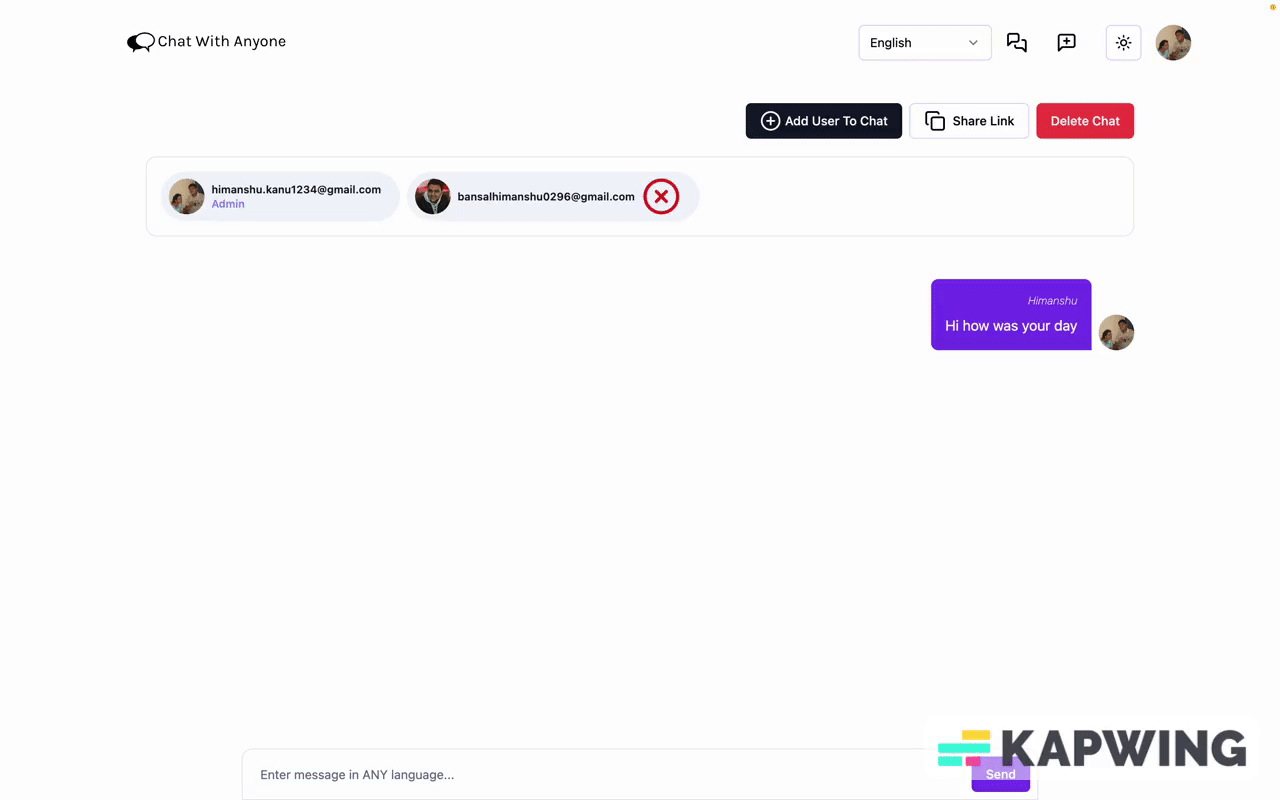 Chat With Anyone
English
Add User To Chat
Share Link
Delete Chat
himanshu.kanu1234@gmail.com
Admin
bansalhimanshu0296@gmail.com
Himanshu
Hi how was your day
KAPWING
Enter message in ANY language...
Send